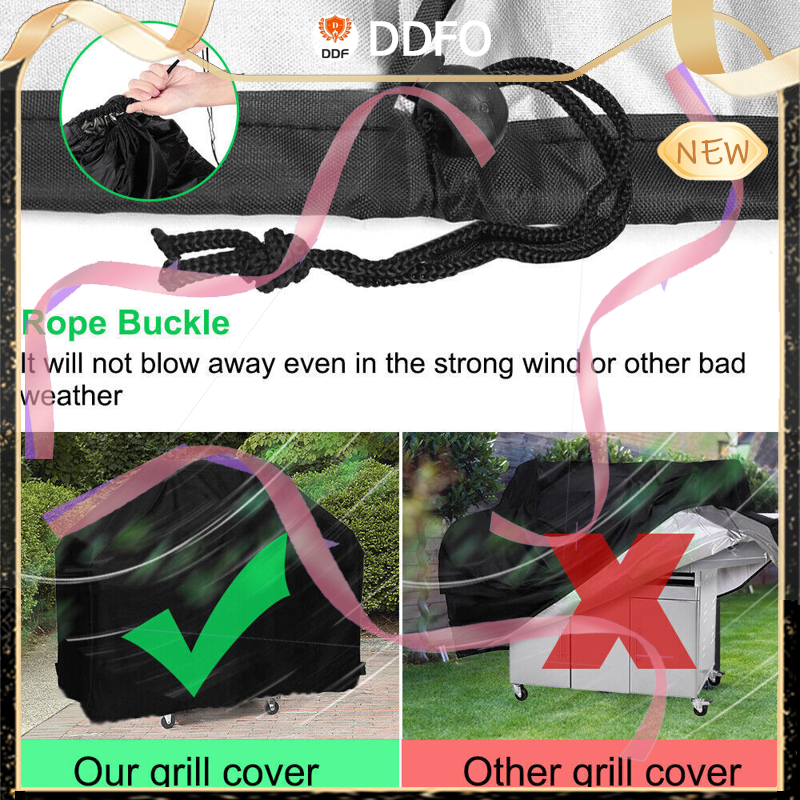 DDF
DDFO
NEW
Rope Buckle
It will not blow away even in the strong wind or other bad
weather
Our grill cover
Other grill cover